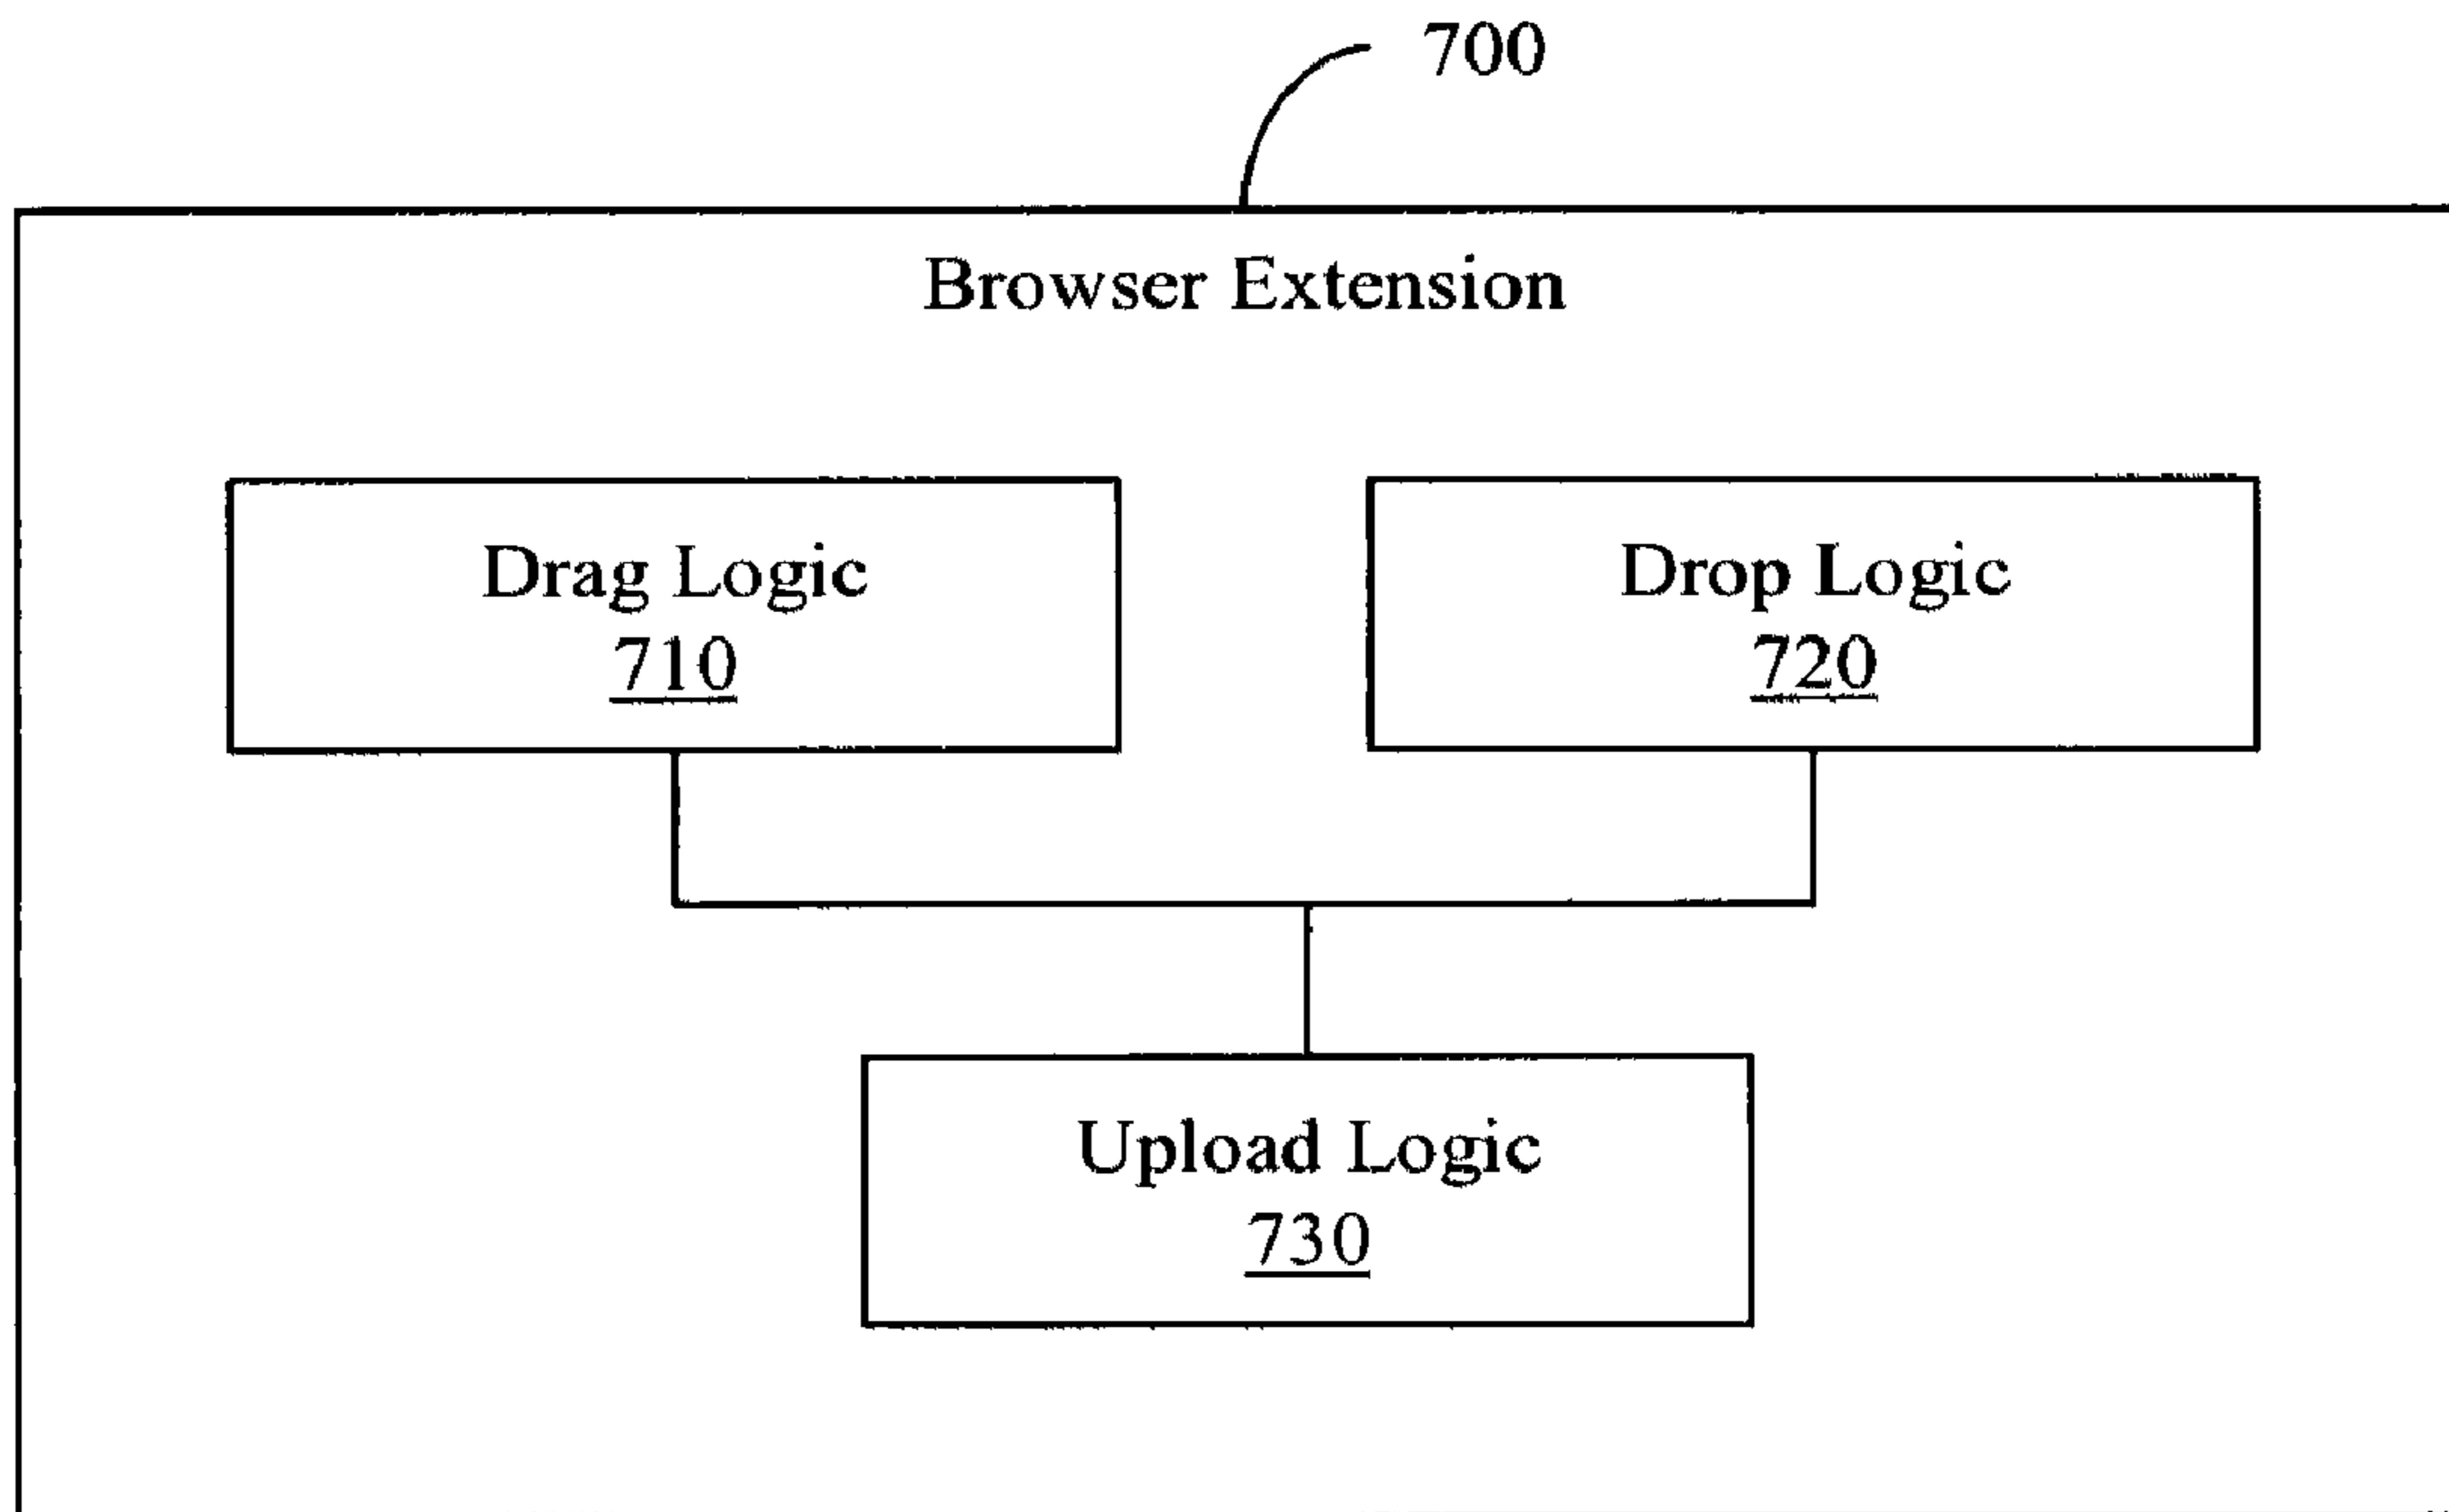 700
Browser Extension
Drag Logic
710
Drop Logic
720
Upload Logic
730